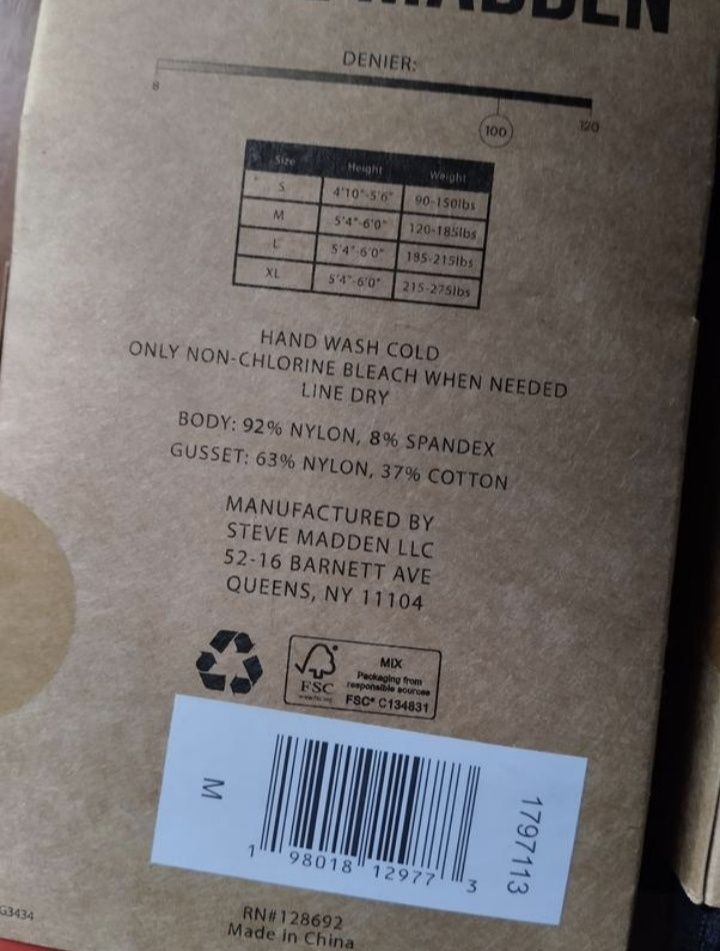 MADDEN
DENIER:
8
100
120
Size Height Weight
S 4'10"-5'6" 90-150lbs
M 5'4"-6'0" 120-185lbs
L 5'4"-6'0" 185-215lbs
XL 5'4"-6'0" 215-275lbs
HAND WASH COLD
ONLY NON-CHLORINE BLEACH WHEN NEEDED
LINE DRY
BODY: 92% NYLON, 8% SPANDEX
GUSSET: 63% NYLON, 37% COTTON
MANUFACTURED BY
STEVE MADDEN LLC
52-16 BARNETT AVE
QUEENS, NY 11104
MIX
Packaging from
responsible sources
FSC® C134831
FSC
M
1 98018 12977 3
1797113
G3434
RN#128692
Made in China